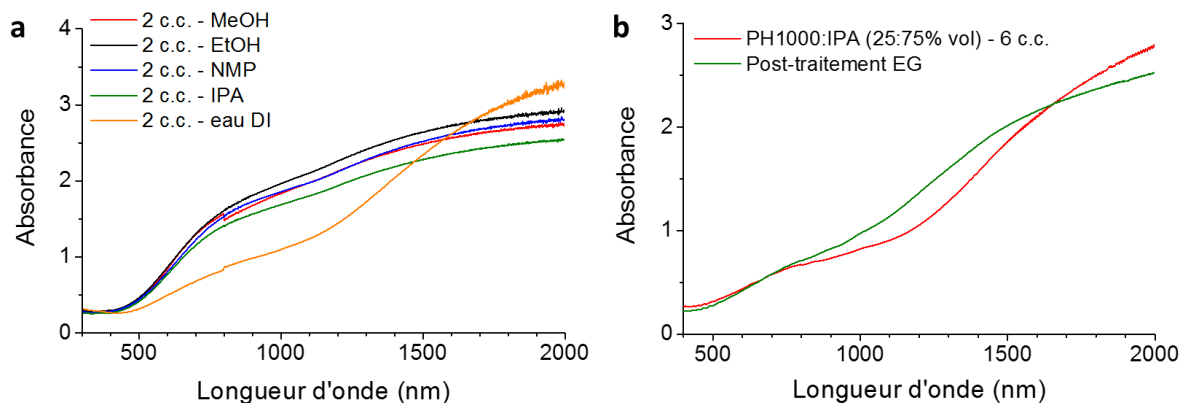 a
2 c.c. - MeOH
2 c.c. - EtOH
2 c.c. - NMP
2 c.c. - IPA
2 c.c. - eau DI
4
3
2
1
0
Absorbance
500
1000
1500
2000
Longueur d'onde (nm)
b
PH1000:IPA (25:75% vol) - 6 c.c.
Post-traitement EG
3
2
1
0
Absorbance
500
1000
1500
2000
Longueur d'onde (nm)